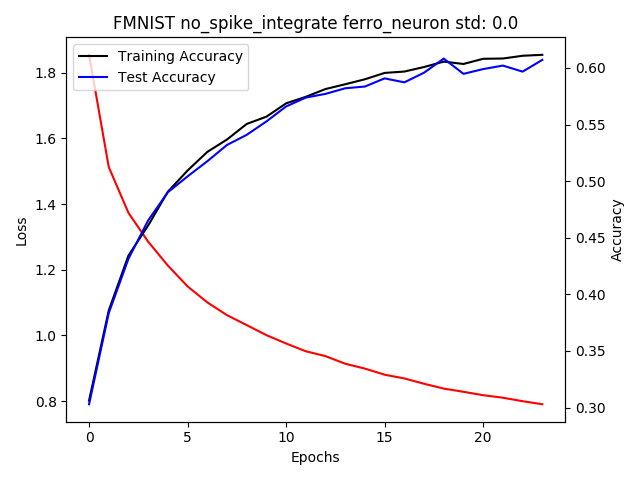 FMNIST no_spike_integrate ferro_neuron std: 0.0
Training Accuracy
Test Accuracy
1.8
1.6
1.4
1.2
1.0
0.8
Loss
0.60
0.55
0.50
0.45
0.40
0.35
0.30
Accuracy
0 5 10 15 20
Epochs